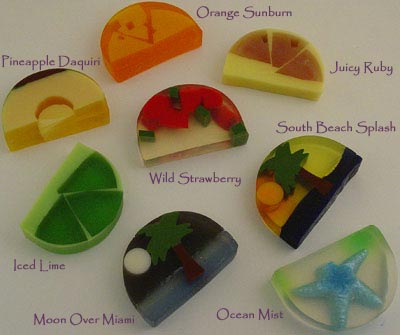 Orange Sunburn
Pineapple Daquiri
Juicy Ruby
South Beach Splash
Wild Strawberry
Iced Lime
Moon Over Miami
Ocean Mist